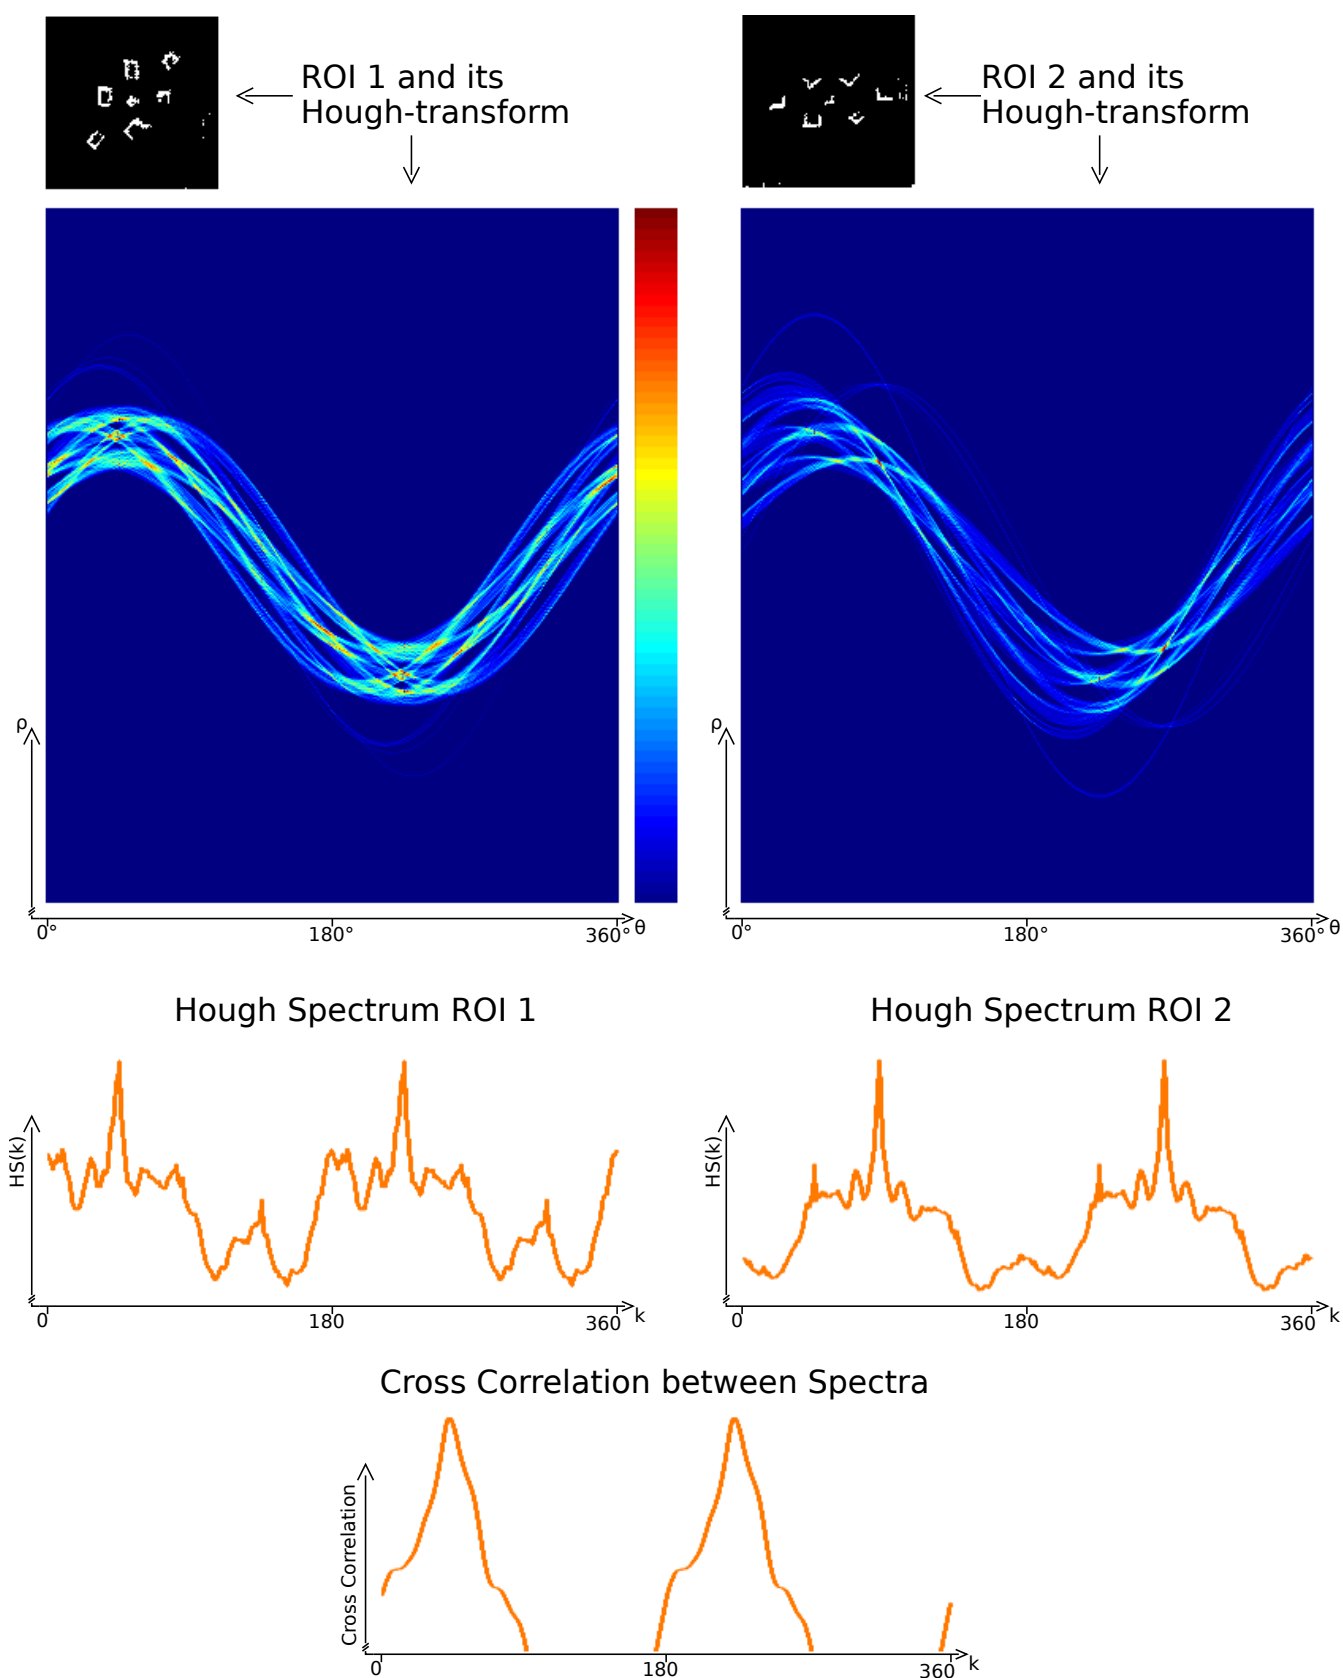 ROI 1 and its
Hough-transform
ROI 2 and its
Hough-transform
ρ
0° 180° 360° θ
ρ
0° 180° 360° θ
Hough Spectrum ROI 1
HS(k)
0 180 360 k
Hough Spectrum ROI 2
HS(k)
0 180 360 k
Cross Correlation between Spectra
Cross Correlation
0 180 360 k